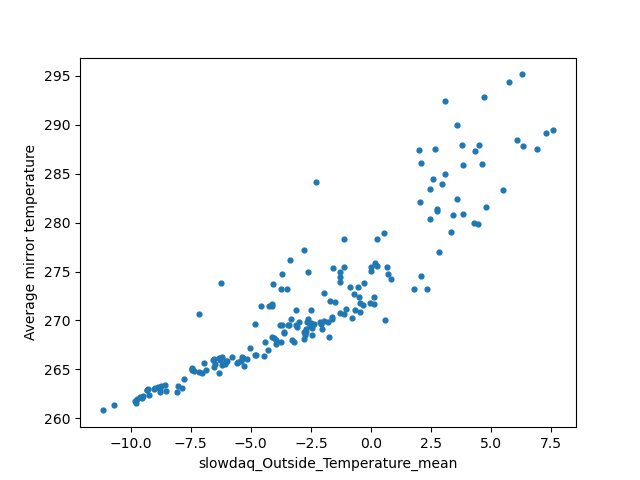 295
290
285
280
275
270
265
260
Average mirror temperature
−10.0 −7.5 −5.0 −2.5 0.0 2.5 5.0 7.5
slowdaq_Outside_Temperature_mean